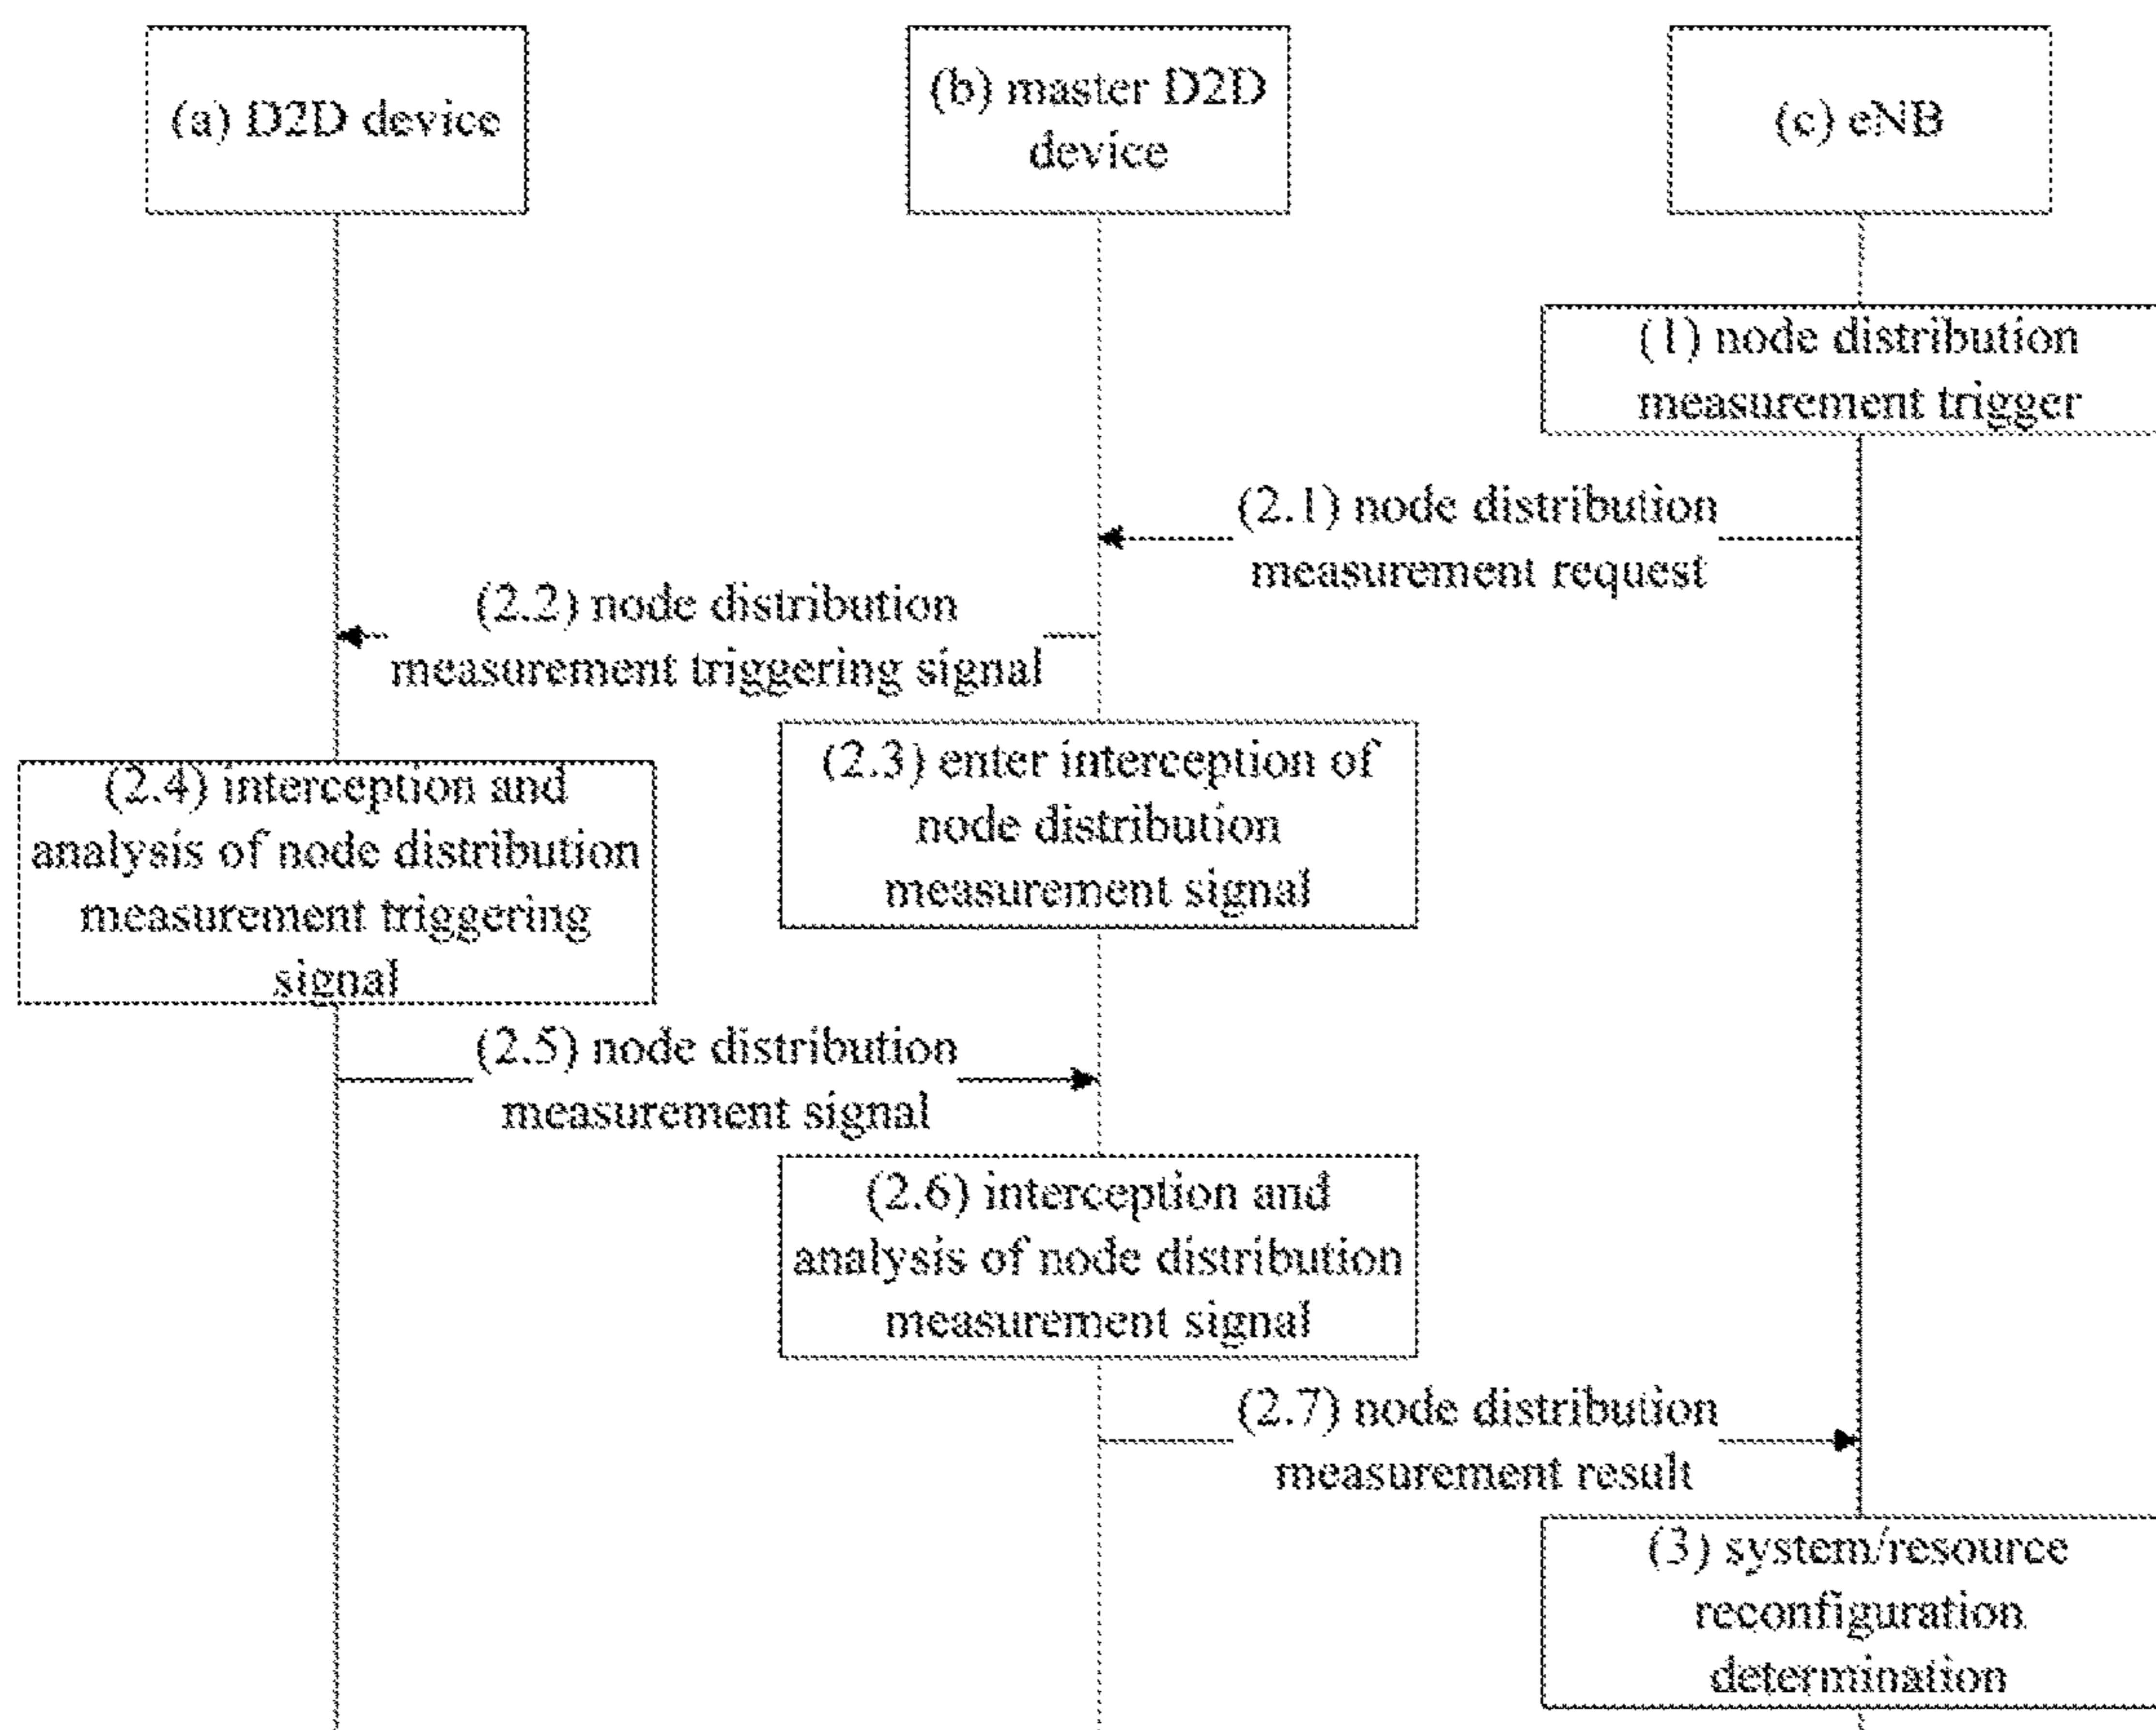 (a) D2D device
(b) master D2D
device
(c) eNB
(1) node distribution
measurement trigger
(2.1) node distribution
measurement request
(2.2) node distribution
measurement triggering signal
(2.3) enter interception of
node distribution
measurement signal
(2.4) interception and
analysis of node distribution
measurement triggering
signal
(2.5) node distribution
measurement signal
(2.6) interception and
analysis of node distribution
measurement signal
(2.7) node distribution
measurement result
(3) system/resource
reconfiguration
determination